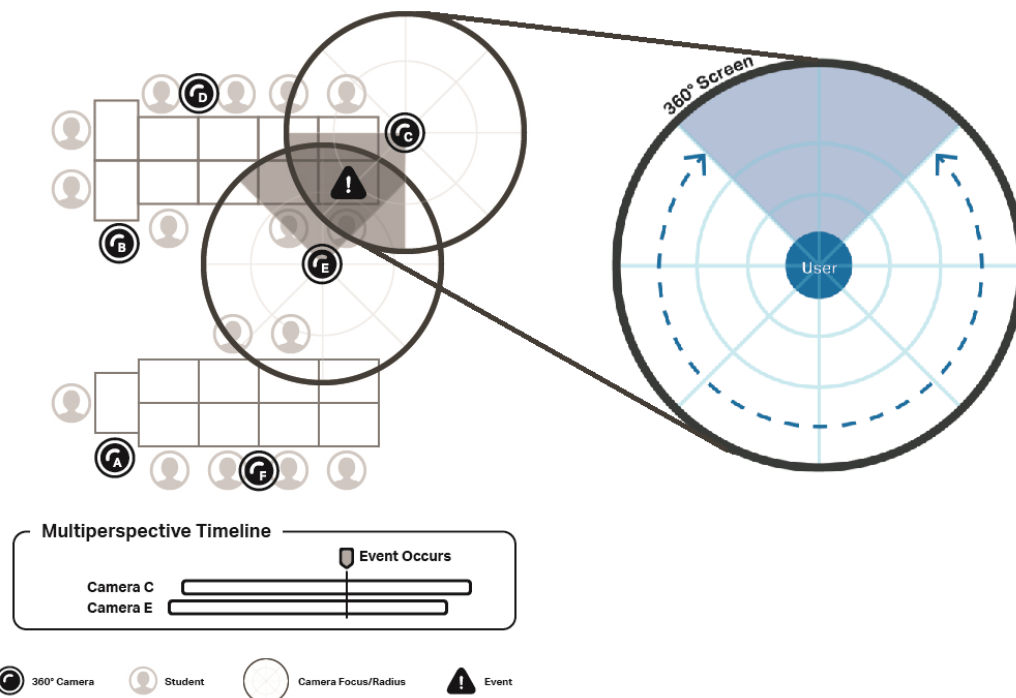 360° Screen
D
C
B
E
User
A
F
Multiperspective Timeline
Event Occurs
Camera C
Camera E
360° Camera
Student
Camera Focus/Radius
Event